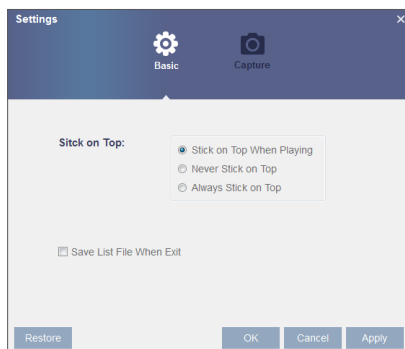 Settings
Basic
Capture
Sitck on Top:
Stick on Top When Playing
Never Stick on Top
Always Stick on Top
Save List File When Exit
Restore
OK
Cancel
Apply